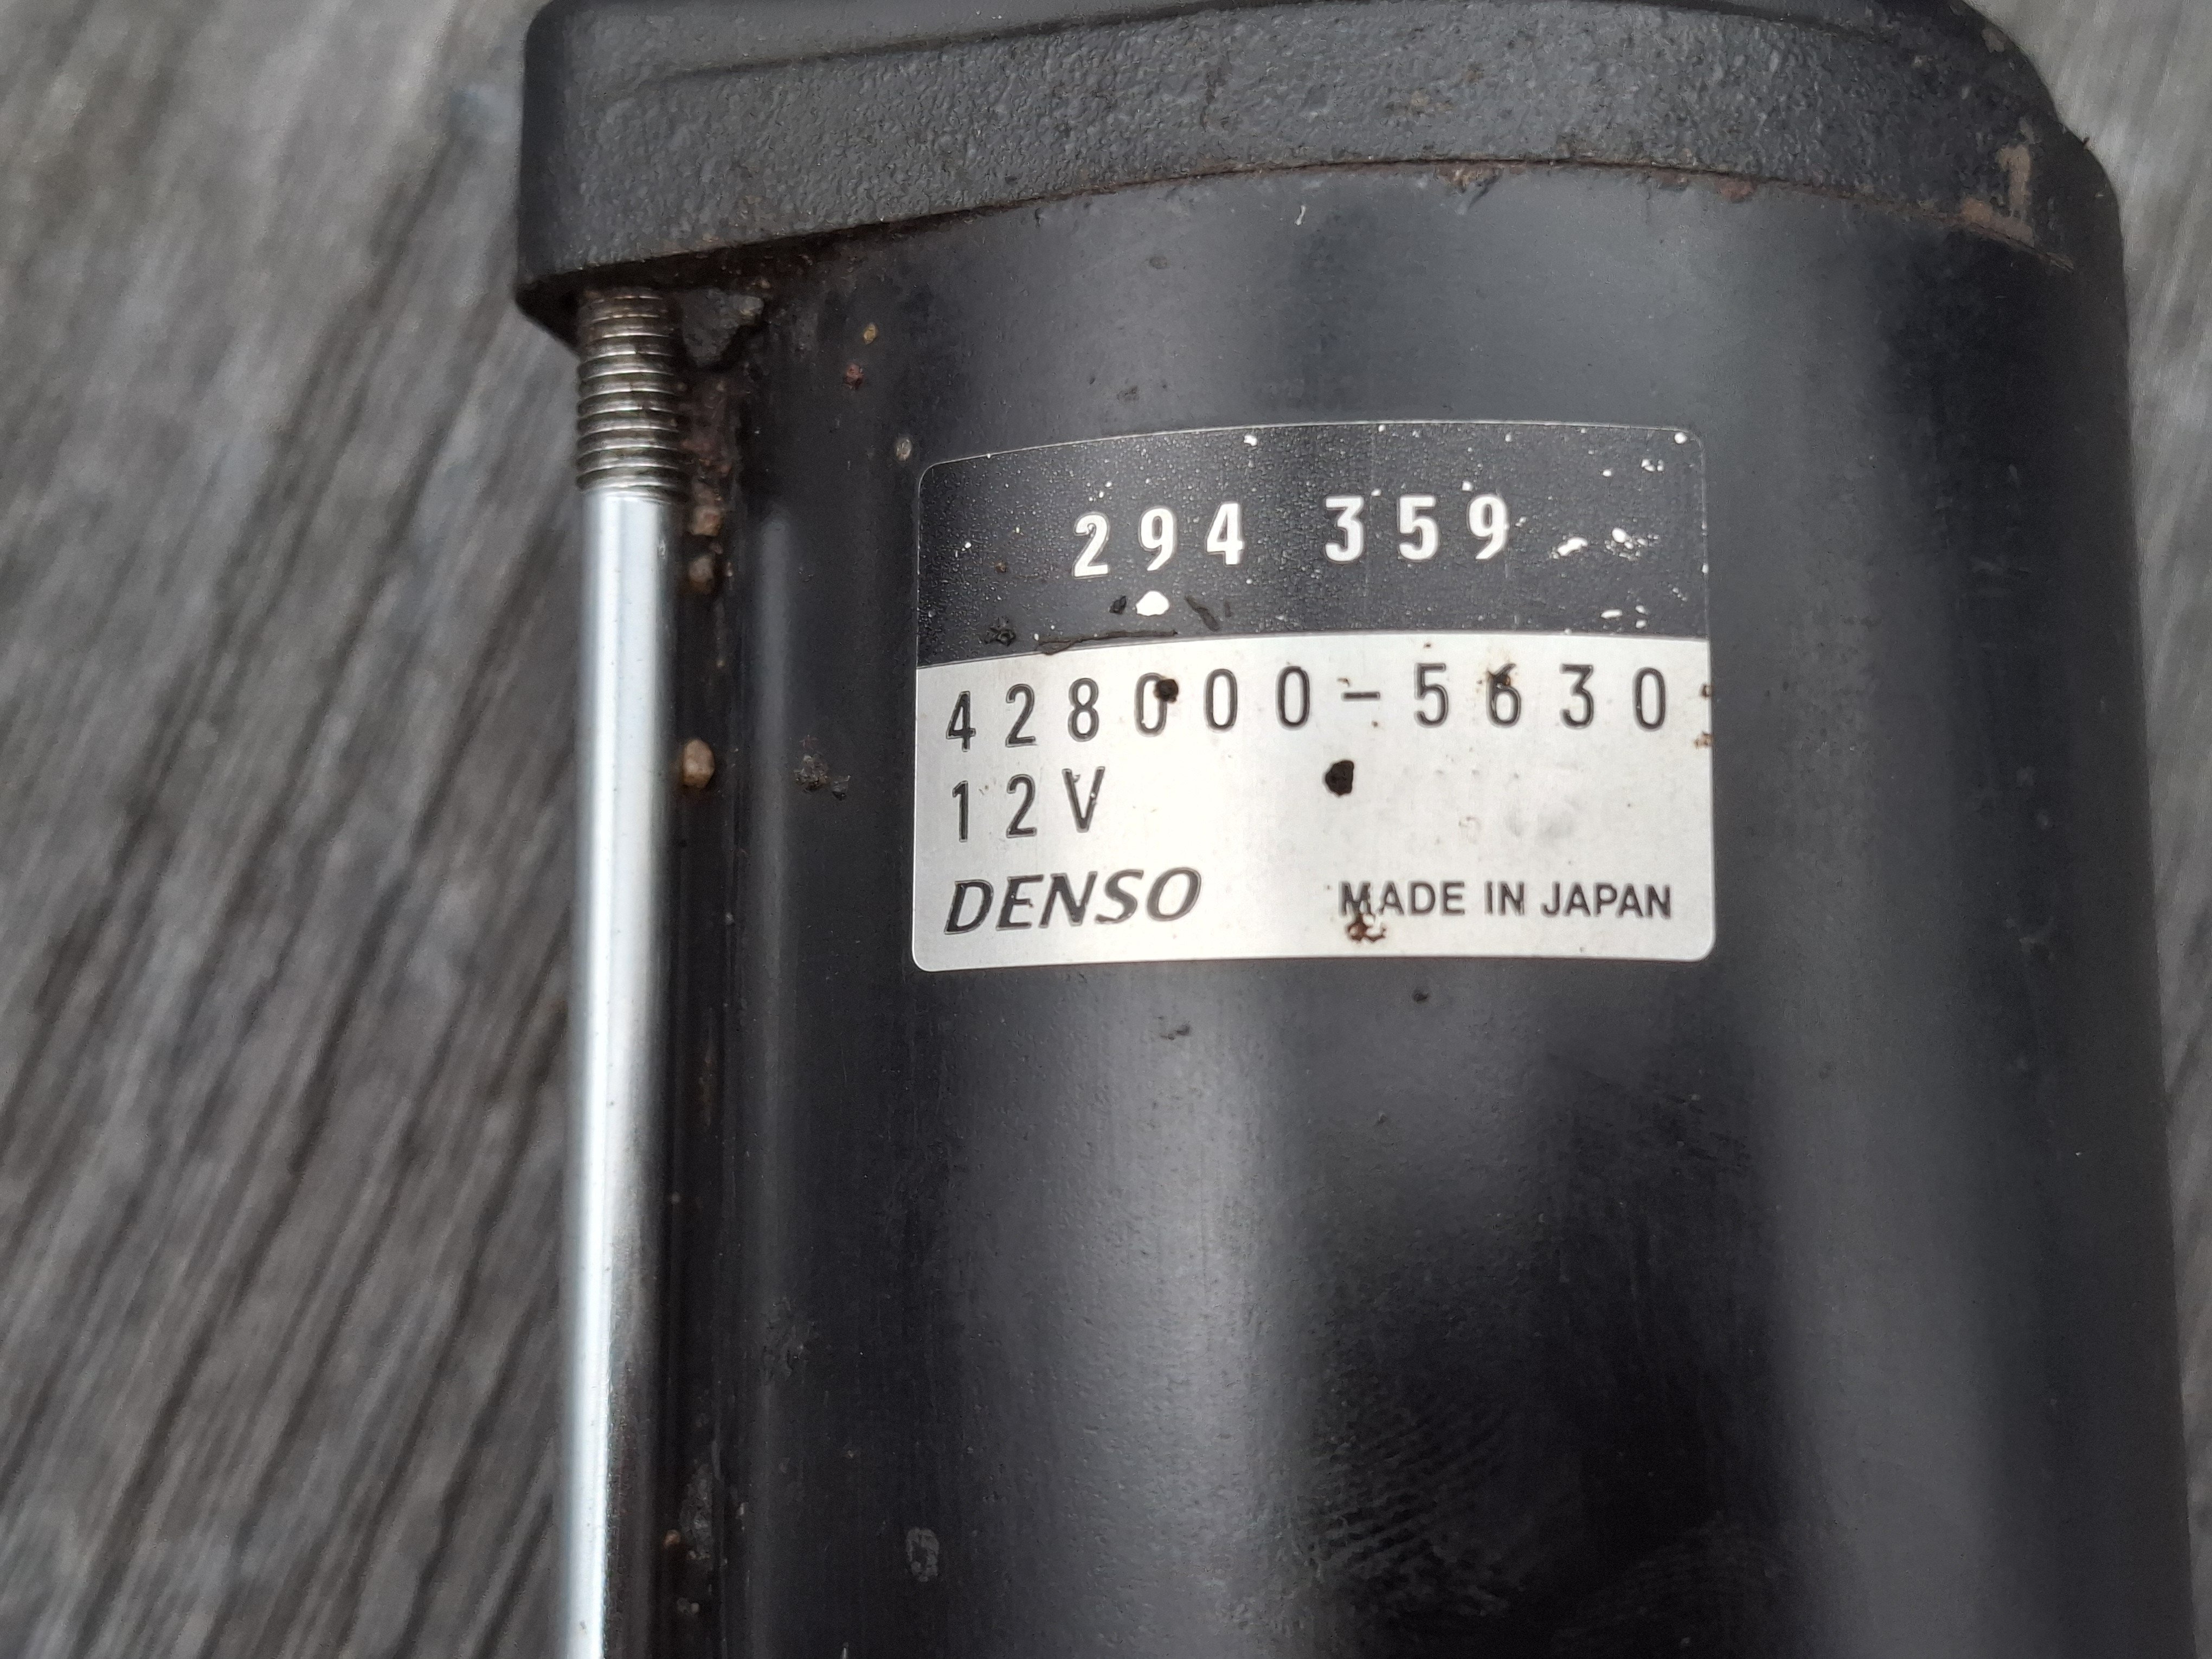 294 359
428000-5630
12V
DENSO MADE IN JAPAN